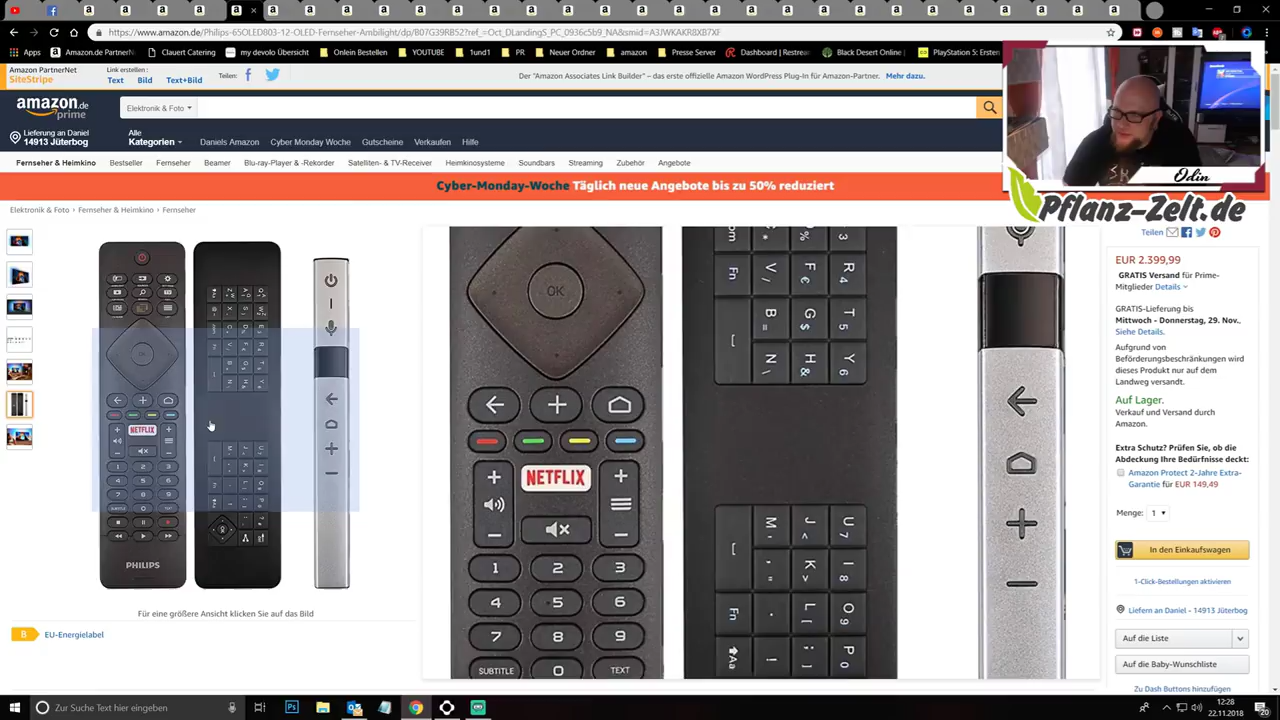 https://www.amazon.de/Philips-65OLED803-12-OLED-Fernseher-Ambilight/dp/B07G39RBS2?ref_=Oct_DLandingS_PC_0936c5b9_NA&smid=A3JWKAKR8XB7XF
Apps Amazon.de PartnerN Clauert Catering my devolo Übersicht Onlein Bestellen YOUTUBE 1und1 PR Neuer Ordner amazon Presse Server Dashboard | Restrea Black Desert Online | PlayStation 5: Ersten
Amazon PartnerNet
SiteStripe
Link erstellen:
Text Bild Text+Bild
Teilen:
Der "Amazon Associates Link Builder" – das erste offizielle Amazon WordPress Plug-In für Amazon-Partner. Mehr dazu.
amazon.de
prime
Elektronik & Foto
Lieferung an Daniel
14913 Jüterbog
Alle
Kategorien
Daniels Amazon Cyber Monday Woche Gutscheine Verkaufen Hilfe
Fernseher & Heimkino Bestseller Fernseher Beamer Blu-ray-Player & -Rekorder Satelliten- & TV-Receiver Heimkinosysteme Soundbars Streaming Zubehör Angebote
Cyber-Monday-Woche Täglich neue Angebote bis zu 50% reduziert
Odin
Pflanz-Zelt.de
Elektronik & Foto › Fernseher & Heimkino › Fernseher
Teilen
EUR 2.399,99
GRATIS Versand für Prime-
Mitglieder Details
GRATIS-Lieferung bis
Mittwoch - Donnerstag, 29. Nov..
Siehe Details.
Aufgrund von
Beförderungsbeschränkungen wird
dieses Produkt nur auf dem
Landweg versandt.
Auf Lager.
Verkauf und Versand durch
Amazon.
Extra Schutz? Prüfen Sie, ob die
Abdeckung Ihre Bedürfnisse deckt:
Amazon Protect 2-Jahre Extra-
Garantie für EUR 149,49
Menge: 1
In den Einkaufswagen
1-Click-Bestellungen aktivieren
Liefern an Daniel - 14913 Jüterbog
Auf die Liste
Auf die Baby-Wunschliste
Zu Dash Buttons hinzufügen
OK
NETFLIX
1 2 3
4 5 6
7 8 9
SUBTITLE 0 TEXT
Fn V/ F€ R4
B= G$ T5
N\ H& Y6
M' J< U7
K> I8
Fn L[ O9
Aa ! P0
NETFLIX
PHILIPS
Für eine größere Ansicht klicken Sie auf das Bild
B EU-Energielabel
Zur Suche Text hier eingeben
12:28
22.11.2018
20